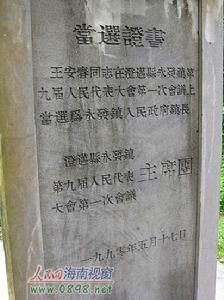 當選證書
王安奮同志在澄邁縣永發鎮第
九屆人民代表大會第一次會議上
當選爲永發鎮人民政府鎮長
澄邁縣永發鎮
第九屆人民代表
大會第一次會議
主席團
一九九〇年五月十七日
人民网 海南视窗
www.0898.net